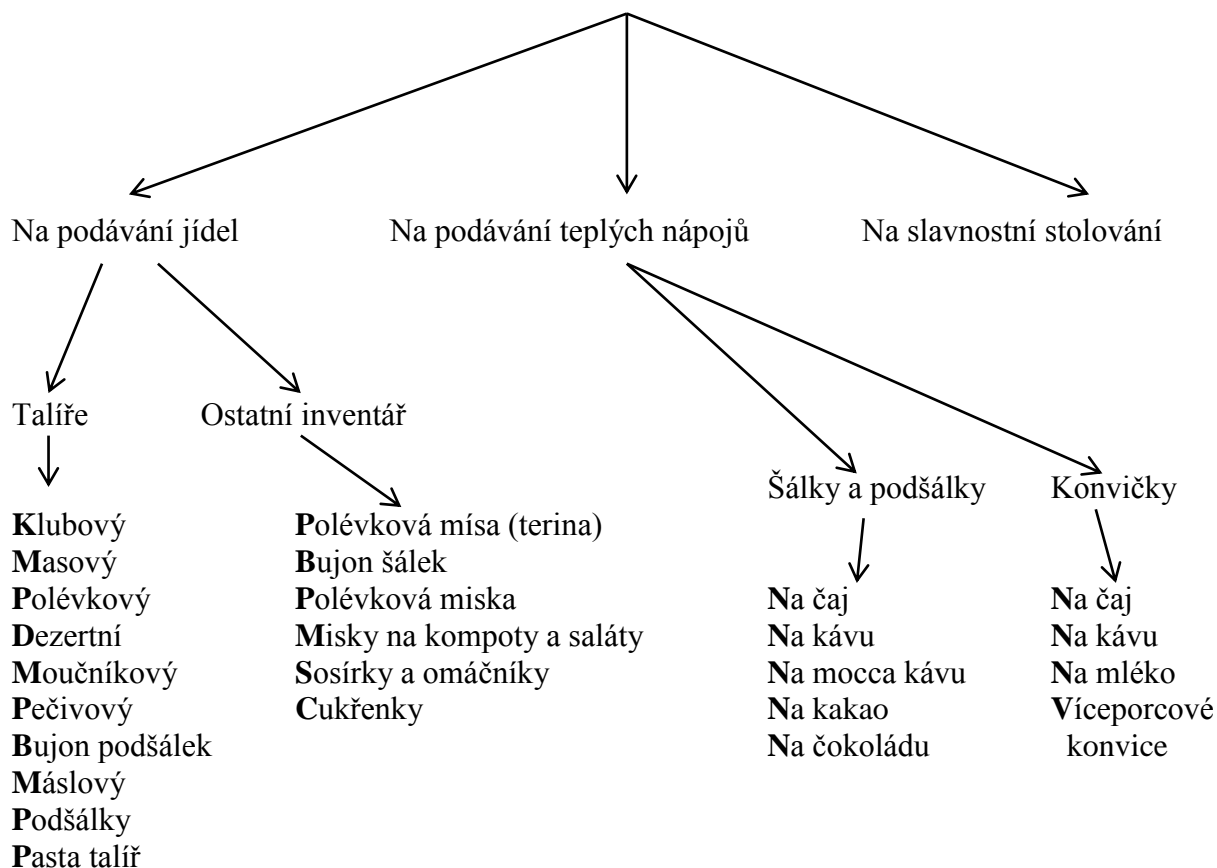 Na podávání jídel
Na podávání teplých nápojů
Na slavnostní stolování
Talíře
Ostatní inventář
Šálky a podšálky
Konvičky
Klubový
Masový
Polévkový
Dezertní
Moučníkový
Pečivový
Bujon podšálek
Máslový
Podšálky
Pasta talíř
Polévková mísa (terina)
Bujon šálek
Polévková miska
Misky na kompoty a saláty
Sosírky a omáčníky
Cukřenky
Na čaj
Na kávu
Na mocca kávu
Na kakao
Na čokoládu
Na čaj
Na kávu
Na mléko
Víceporcové
konvice